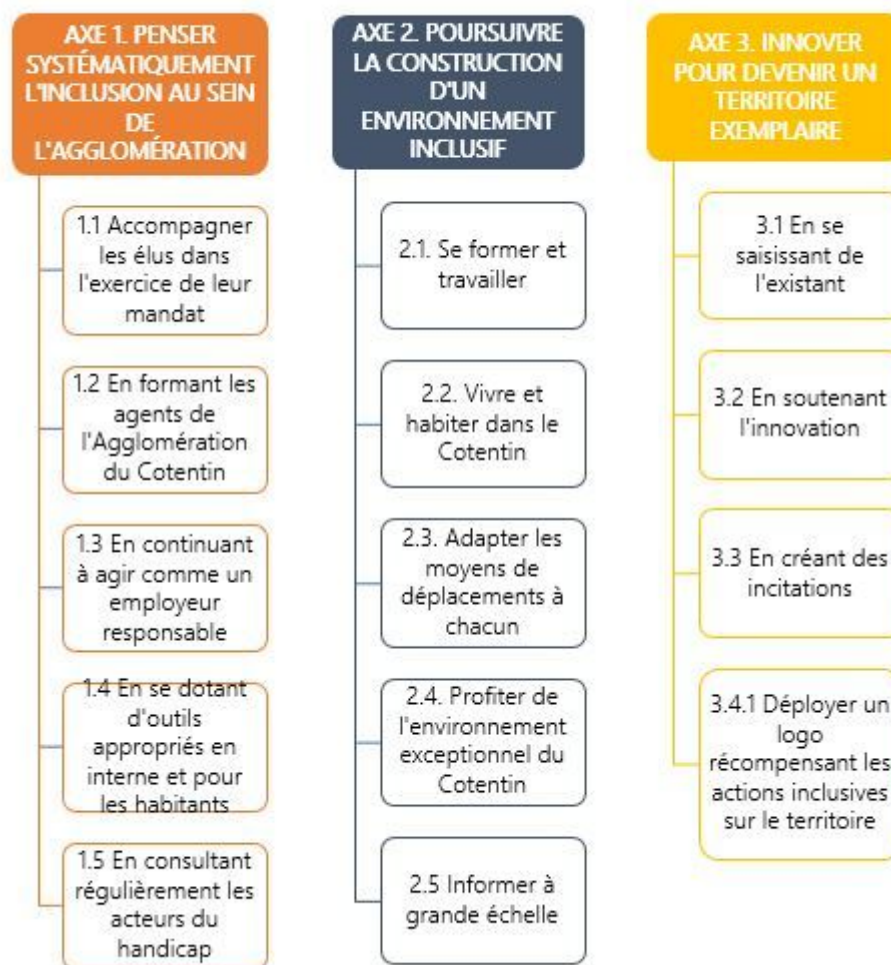 AXE 1. PENSER
SYSTÉMATIQUEMENT
L'INCLUSION AU SEIN
DE
L'AGGLOMÉRATION
1.1 Accompagner
les élus dans
l'exercice de leur
mandat
1.2 En formant les
agents de
l'Agglomération
du Cotentin
1.3 En continuant
à agir comme un
employeur
responsable
1.4 En se dotant
d'outils
appropriés en
interne et pour
les habitants
1.5 En consultant
régulièrement les
acteurs du
handicap
AXE 2. POURSUIVRE
LA CONSTRUCTION
D'UN
ENVIRONNEMENT
INCLUSIF
2.1. Se former et
travailler
2.2. Vivre et
habiter dans le
Cotentin
2.3. Adapter les
moyens de
déplacements à
chacun
2.4. Profiter de
l'environnement
exceptionnel du
Cotentin
2.5 Informer à
grande échelle
AXE 3. INNOVER
POUR DEVENIR UN
TERRITOIRE
EXEMPLAIRE
3.1 En se
saisissant de
l'existant
3.2 En soutenant
l'innovation
3.3 En créant des
incitations
3.4.1 Déployer un
logo
récompensant les
actions inclusives
sur le territoire